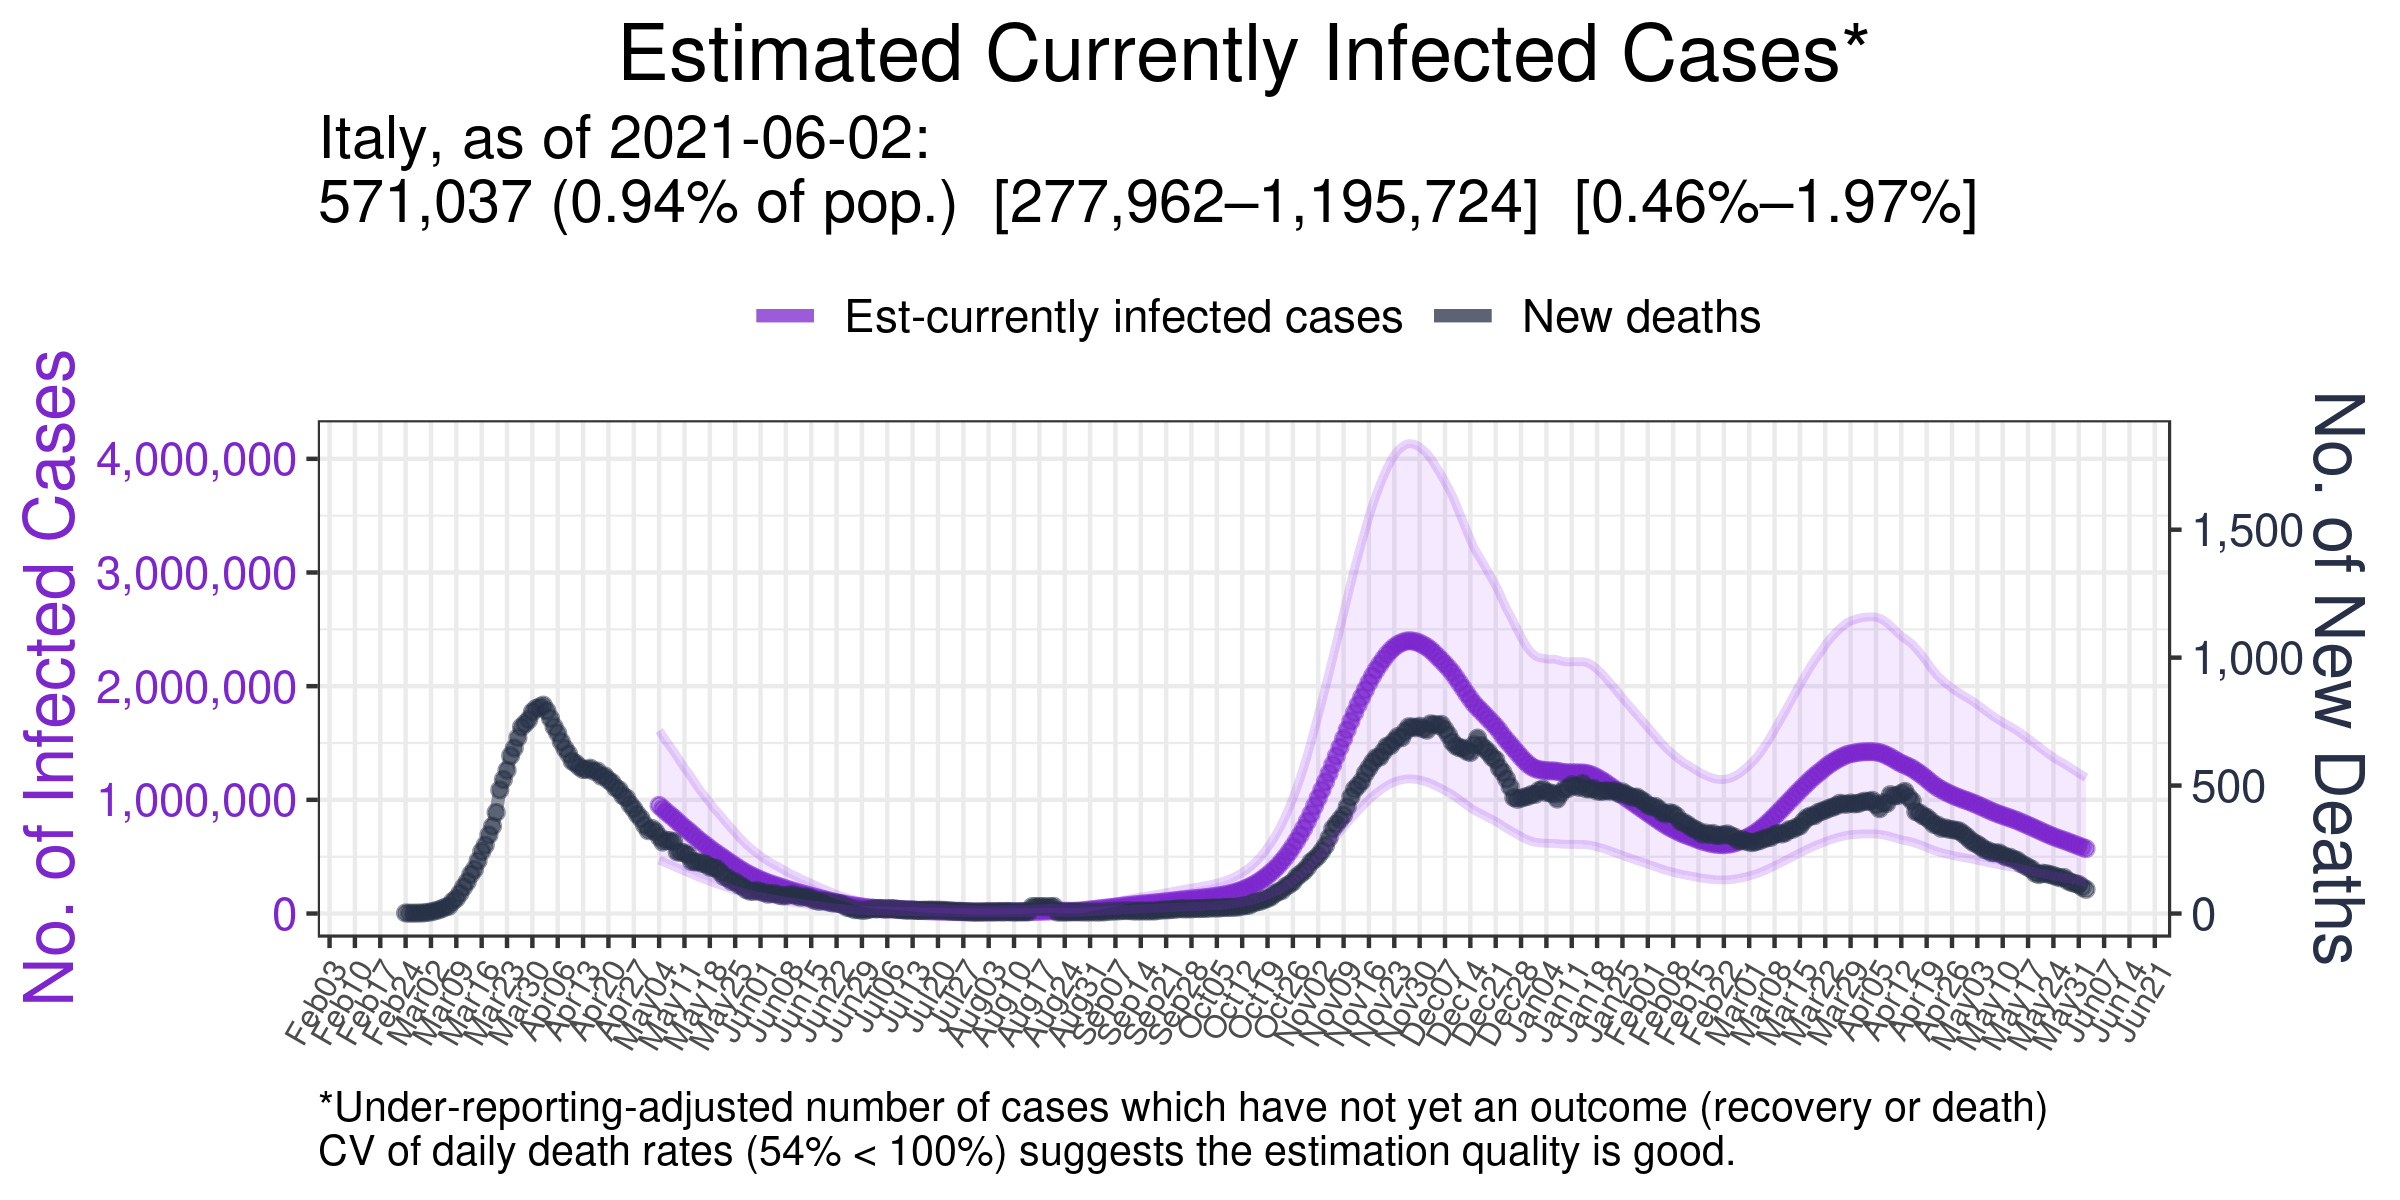 Estimated Currently Infected Cases*
Italy, as of 2021-06-02:
571,037 (0.94% of pop.) [277,962–1,195,724] [0.46%–1.97%]
Est-currently infected cases New deaths
No. of Infected Cases
4,000,000
3,000,000
2,000,000
1,000,000
0
No. of New Deaths
1,500
1,000
500
0
Feb03 Feb10 Feb17 Feb24 Mar02 Mar09 Mar16 Mar23 Mar30 Apr06 Apr13 Apr20 Apr27 May04 May11 May18 May25 Jun01 Jun08 Jun15 Jun22 Jun29 Jul06 Jul13 Jul20 Jul27 Aug03 Aug10 Aug17 Aug24 Aug31 Sep07 Sep14 Sep21 Sep28 Oct05 Oct12 Oct19 Oct26 Nov02 Nov09 Nov16 Nov23 Nov30 Dec07 Dec14 Dec21 Dec28 Jan04 Jan11 Jan18 Jan25 Feb01 Feb08 Feb15 Feb22 Mar01 Mar08 Mar15 Mar22 Mar29 Apr05 Apr12 Apr19 Apr26 May03 May10 May17 May24 May31 Jun07 Jun14 Jun21
*Under-reporting-adjusted number of cases which have not yet an outcome (recovery or death)
CV of daily death rates (54% < 100%) suggests the estimation quality is good.